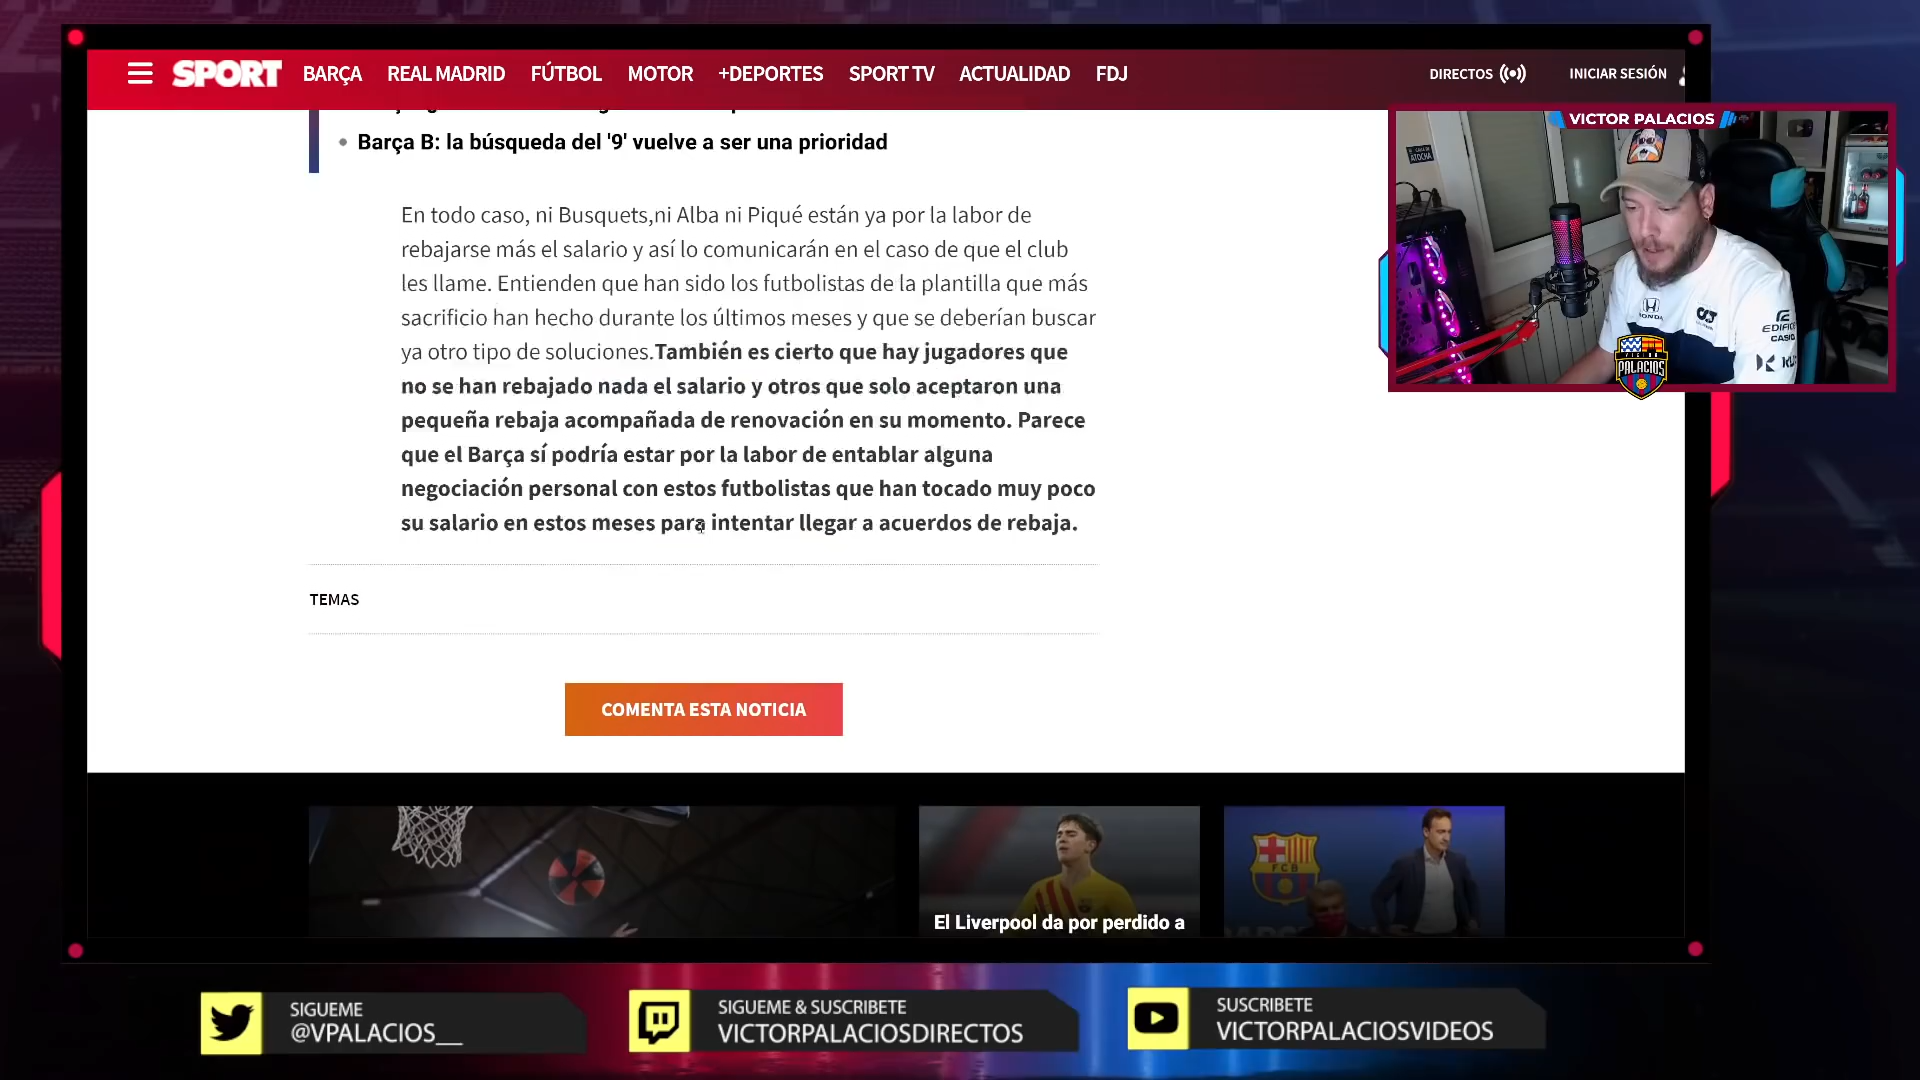 SPORT
BARÇA
REAL MADRID
FÚTBOL
MOTOR
+DEPORTES
SPORT TV
ACTUALIDAD
FDJ
DIRECTOS
INICIAR SESIÓN
Barça B: la búsqueda del '9' vuelve a ser una prioridad
VICTOR PALACIOS
ATOCHA
HONDA
EDIFICE
CASIO
PALACIOS
En todo caso, ni Busquets,ni Alba ni Piqué están ya por la labor de
rebajarse más el salario y así lo comunicarán en el caso de que el club
les llame. Entienden que han sido los futbolistas de la plantilla que más
sacrificio han hecho durante los últimos meses y que se deberían buscar
ya otro tipo de soluciones.También es cierto que hay jugadores que
no se han rebajado nada el salario y otros que solo aceptaron una
pequeña rebaja acompañada de renovación en su momento. Parece
que el Barça sí podría estar por la labor de entablar alguna
negociación personal con estos futbolistas que han tocado muy poco
su salario en estos meses para intentar llegar a acuerdos de rebaja.
TEMAS
COMENTA ESTA NOTICIA
FCB
El Liverpool da por perdido a
SIGUEME
@VPALACIOS__
SIGUEME & SUSCRIBETE
VICTORPALACIOSDIRECTOS
SUSCRIBETE
VICTORPALACIOSVIDEOS